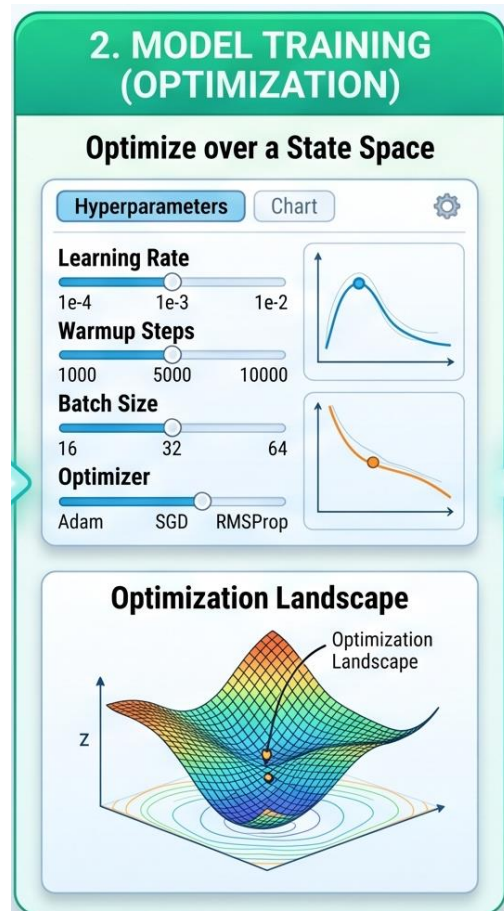 2. MODEL TRAINING
(OPTIMIZATION)
Optimize over a State Space
Hyperparameters
Chart
Learning Rate
1e-4 1e-3 1e-2
Warmup Steps
1000 5000 10000
Batch Size
16 32 64
Optimizer
Adam SGD RMSProp
Optimization Landscape
Optimization
Landscape
Z